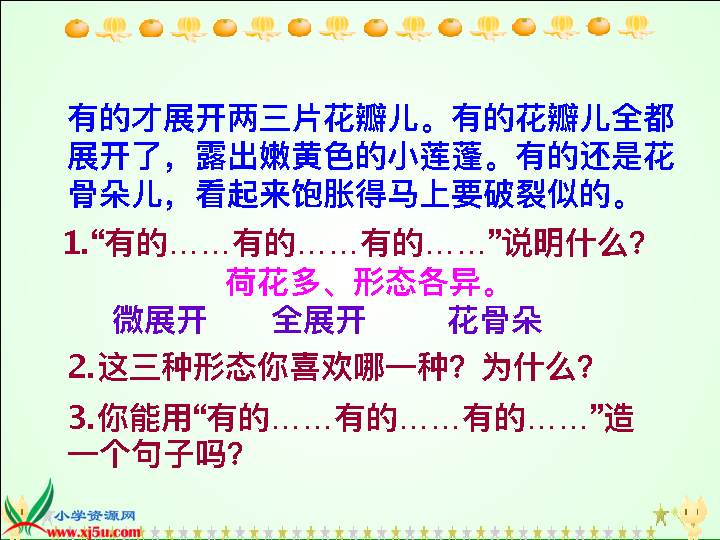 有的才展开两三片花瓣儿。有的花瓣儿全都
展开了，露出嫩黄色的小莲蓬。有的还是花
骨朵儿，看起来饱胀得马上要破裂似的。
1.“有的……有的……有的……”说明什么？
荷花多、形态各异。
微展开 全展开 花骨朵
2.这三种形态你喜欢哪一种？为什么？
3.你能用“有的……有的……有的……”造
一个句子吗？
小学资源网
www.xj5u.com